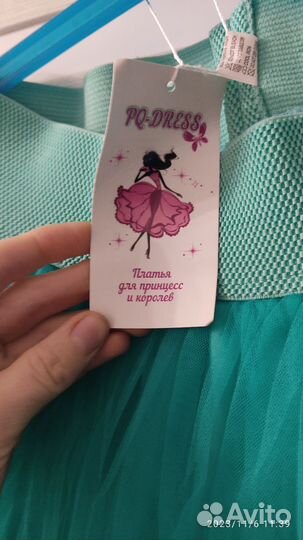 PQ-DRESS
Платья
для принцесс
и королев
2023/11/6 11:39
Avito